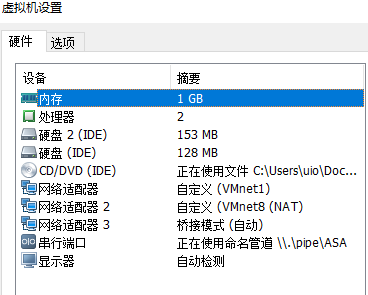 虚拟机设置
硬件 选项
设备 摘要
内存 1 GB
处理器 2
硬盘 2 (IDE) 153 MB
硬盘 (IDE) 128 MB
CD/DVD (IDE) 正在使用文件 C:\Users\uio\Doc...
网络适配器 自定义 (VMnet1)
网络适配器 2 自定义 (VMnet8 (NAT)
网络适配器 3 桥接模式 (自动)
串行端口 正在使用命名管道 \\.\pipe\ASA
显示器 自动检测